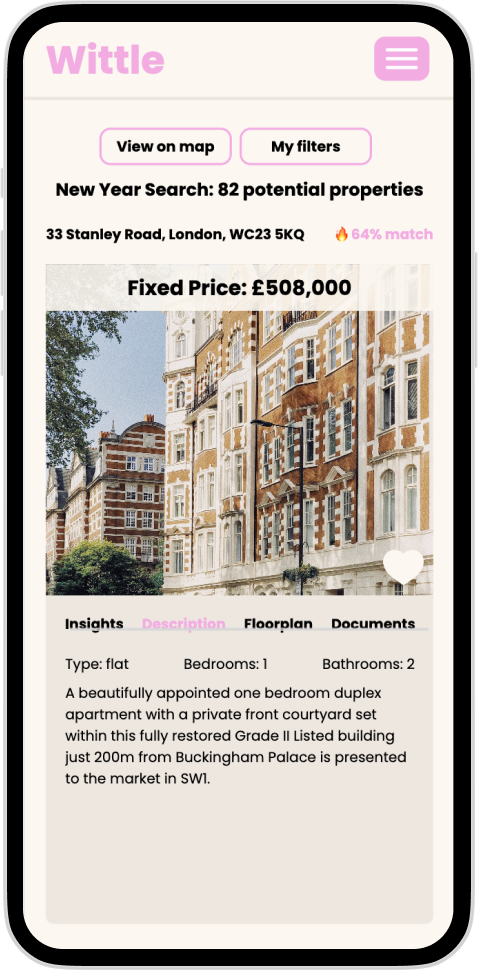 Wittle
View on map
My filters
New Year Search: 82 potential properties
33 Stanley Road, London, WC23 5KQ
🔥64% match
Fixed Price: £508,000
Insights
Description
Floorplan
Documents
Type: flat
Bedrooms: 1
Bathrooms: 2
A beautifully appointed one bedroom duplex
apartment with a private front courtyard set
within this fully restored Grade II Listed building
just 200m from Buckingham Palace is presented
to the market in SW1.